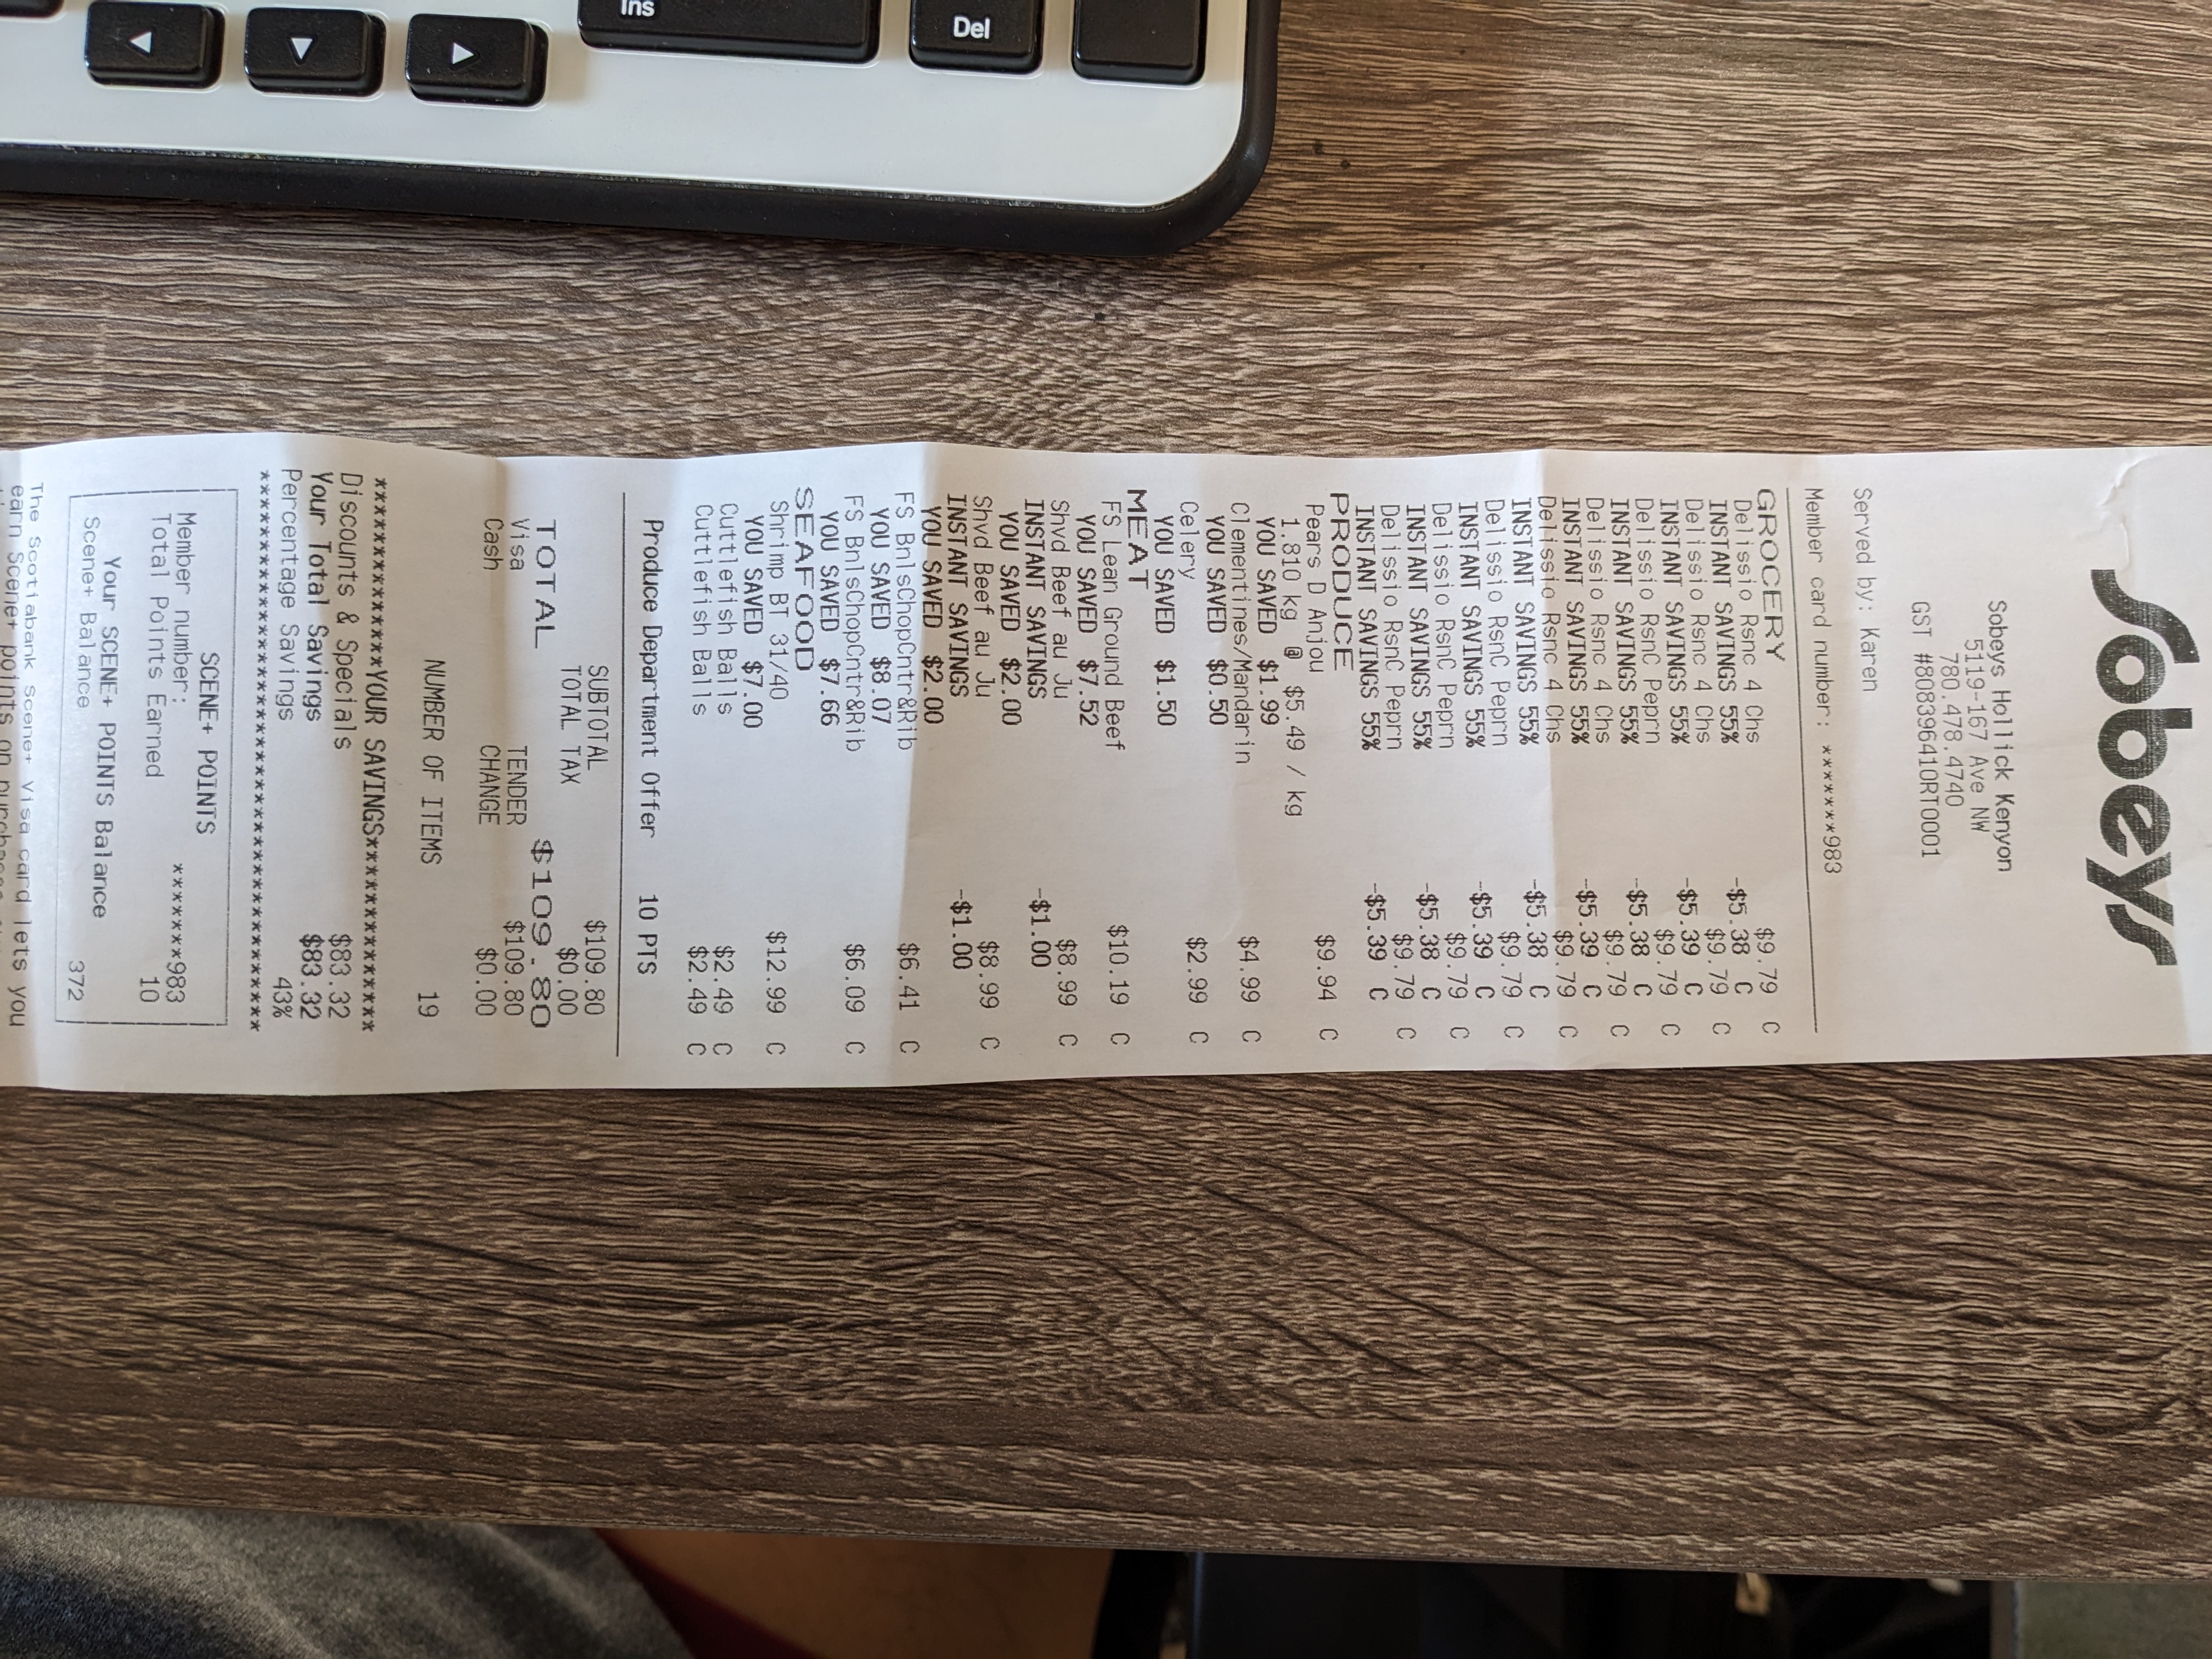 Ins
Del
Sobeys
Sobeys Hollick Kenyon
5119-167 Ave NW
780.478.4740
GST #808396410RT0001
Served by: Karen
Member card number: *******983
GROCERY
Delissio Rsnc 4 Chs $9.79 C
INSTANT SAVINGS 55% -$5.38 C
Delissio Rsnc 4 Chs $9.79 C
INSTANT SAVINGS 55% -$5.39 C
Delissio RsnC Peprn $9.79 C
INSTANT SAVINGS 55% -$5.38 C
Delissio Rsnc 4 Chs $9.79 C
INSTANT SAVINGS 55% -$5.39 C
Delissio Rsnc 4 Chs $9.79 C
INSTANT SAVINGS 55% -$5.38 C
Delissio RsnC Peprn $9.79 C
INSTANT SAVINGS 55% -$5.39 C
Delissio RsnC Peprn $9.79 C
INSTANT SAVINGS 55% -$5.38 C
Delissio RsnC Peprn $9.79 C
INSTANT SAVINGS 55% -$5.39 C
PRODUCE
Pears D Anjou $9.94 C
1.810 kg @ $5.49 / kg
YOU SAVED $1.99
Clementines/Mandarin $4.99 C
YOU SAVED $0.50
Celery $2.99 C
YOU SAVED $1.50
MEAT
FS Lean Ground Beef $10.19 C
YOU SAVED $7.52
Shvd Beef au Ju $8.99 C
INSTANT SAVINGS -$1.00
YOU SAVED $2.00
Shvd Beef au Ju $8.99 C
INSTANT SAVINGS -$1.00
YOU SAVED $2.00
FS BnlsChopCntr&Rib $6.41 C
YOU SAVED $8.07
FS BnlsChopCntr&Rib $6.09 C
YOU SAVED $7.66
SEAFOOD
Shrimp BT 31/40 $12.99 C
YOU SAVED $7.00
Cuttlefish Balls $2.49 C
Cuttlefish Balls $2.49 C
Produce Department Offer 10 PTS
SUBTOTAL $109.80
TOTAL TAX $0.00
TOTAL $109.80
Visa TENDER $109.80
Cash CHANGE $0.00
NUMBER OF ITEMS 19
************YOUR SAVINGS*****************
Discounts & Specials $83.32
Your Total Savings $83.32
Percentage Savings 43%
*****************************************
SCENE+ POINTS
Member number: *******983
Total Points Earned 10
Your SCENE+ POINTS Balance
Scene+ Balance 372
The Scotiabank Scene+ Visa card lets you
earn Scene+ points on purchases